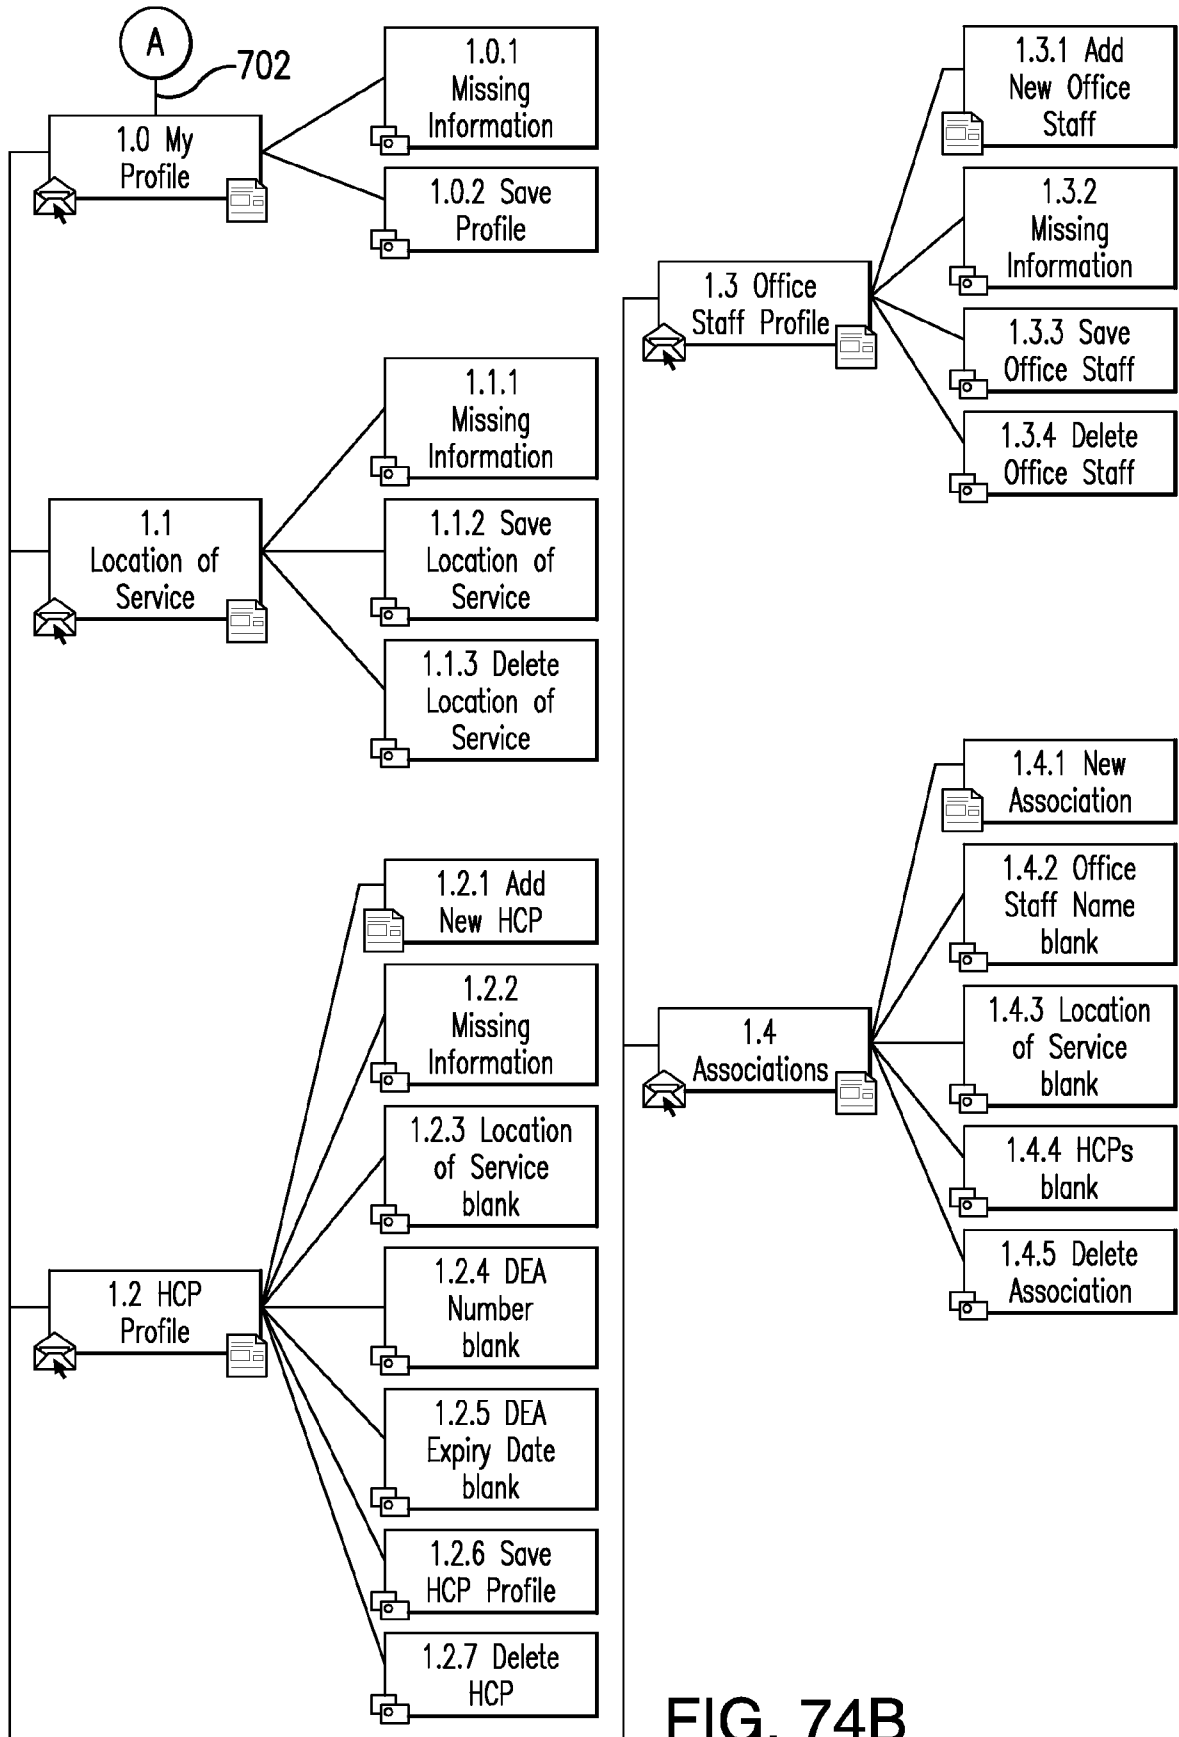 A
702
1.0 My
Profile
1.0.1
Missing
Information
1.0.2 Save
Profile
1.1
Location of
Service
1.1.1
Missing
Information
1.1.2 Save
Location of
Service
1.1.3 Delete
Location of
Service
1.2 HCP
Profile
1.2.1 Add
New HCP
1.2.2
Missing
Information
1.2.3 Location
of Service
blank
1.2.4 DEA
Number
blank
1.2.5 DEA
Expiry Date
blank
1.2.6 Save
HCP Profile
1.2.7 Delete
HCP
1.3 Office
Staff Profile
1.3.1 Add
New Office
Staff
1.3.2
Missing
Information
1.3.3 Save
Office Staff
1.3.4 Delete
Office Staff
1.4
Associations
1.4.1 New
Association
1.4.2 Office
Staff Name
blank
1.4.3 Location
of Service
blank
1.4.4 HCPs
blank
1.4.5 Delete
Association
FIG. 74B